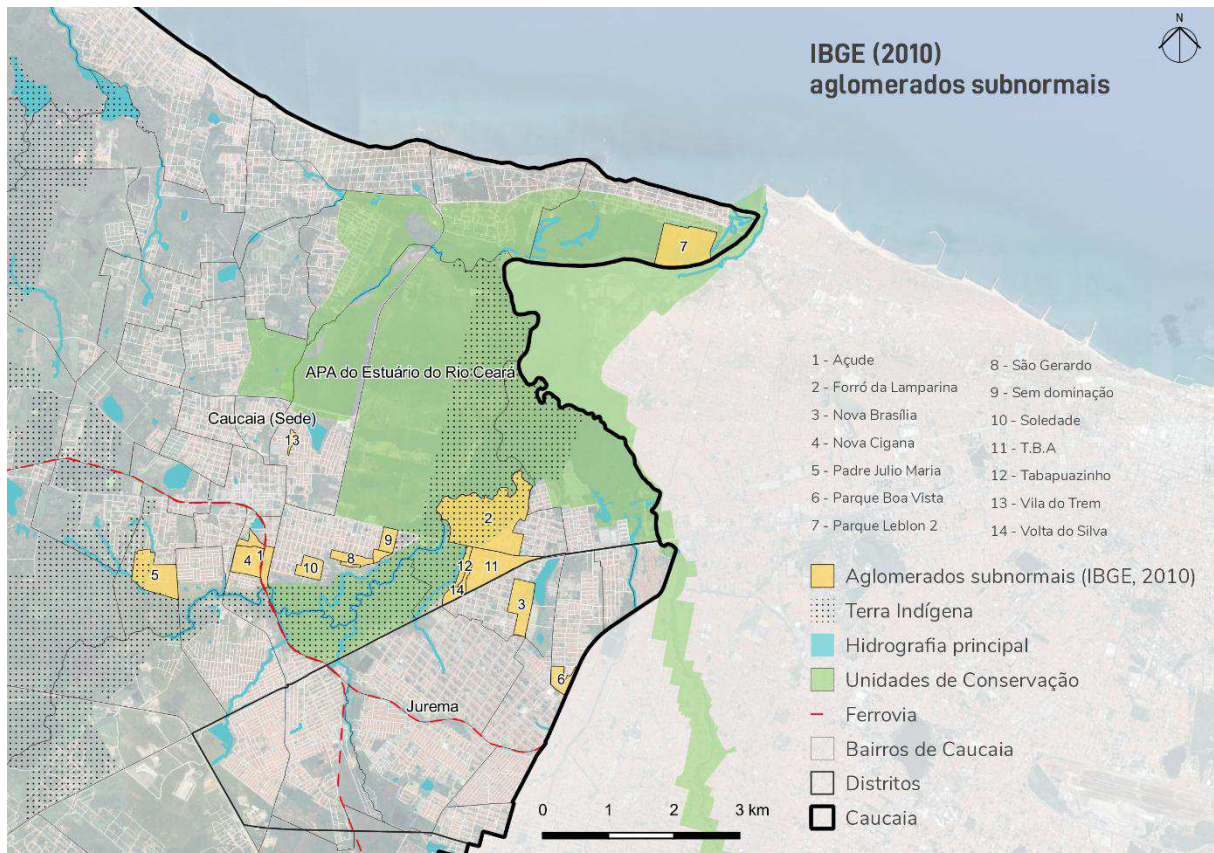 N
IBGE (2010)
aglomerados subnormais
7
1 - Açude
2 - Forró da Lamparina
3 - Nova Brasília
4 - Nova Cigana
5 - Padre Julio Maria
6 - Parque Boa Vista
7 - Parque Leblon 2
8 - São Gerardo
9 - Sem dominação
10 - Soledade
11 - T.B.A
12 - Tabapuazinho
13 - Vila do Trem
14 - Volta do Silva
APA do Estuário do Rio Ceará
Caucaia (Sede)
13
2
9
8
1
4
10
5
12
11
14
3
6
Jurema
Aglomerados subnormais (IBGE, 2010)
Terra Indígena
Hidrografia principal
Unidades de Conservação
Ferrovia
Bairros de Caucaia
Distritos
Caucaia
0 1 2 3 km